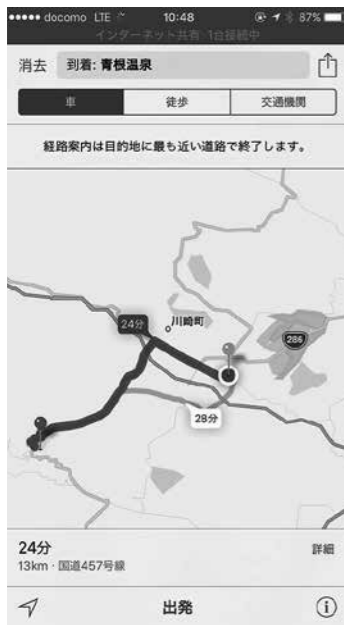 docomo LTE 10:48 87%
インターネット共有 1台接続中
消去 到着: 青根温泉
車 徒歩 交通機関
経路案内は目的地に最も近い道路で終了します。
24分
川崎町
286
28分
24分
13km · 国道457号線
詳細
出発